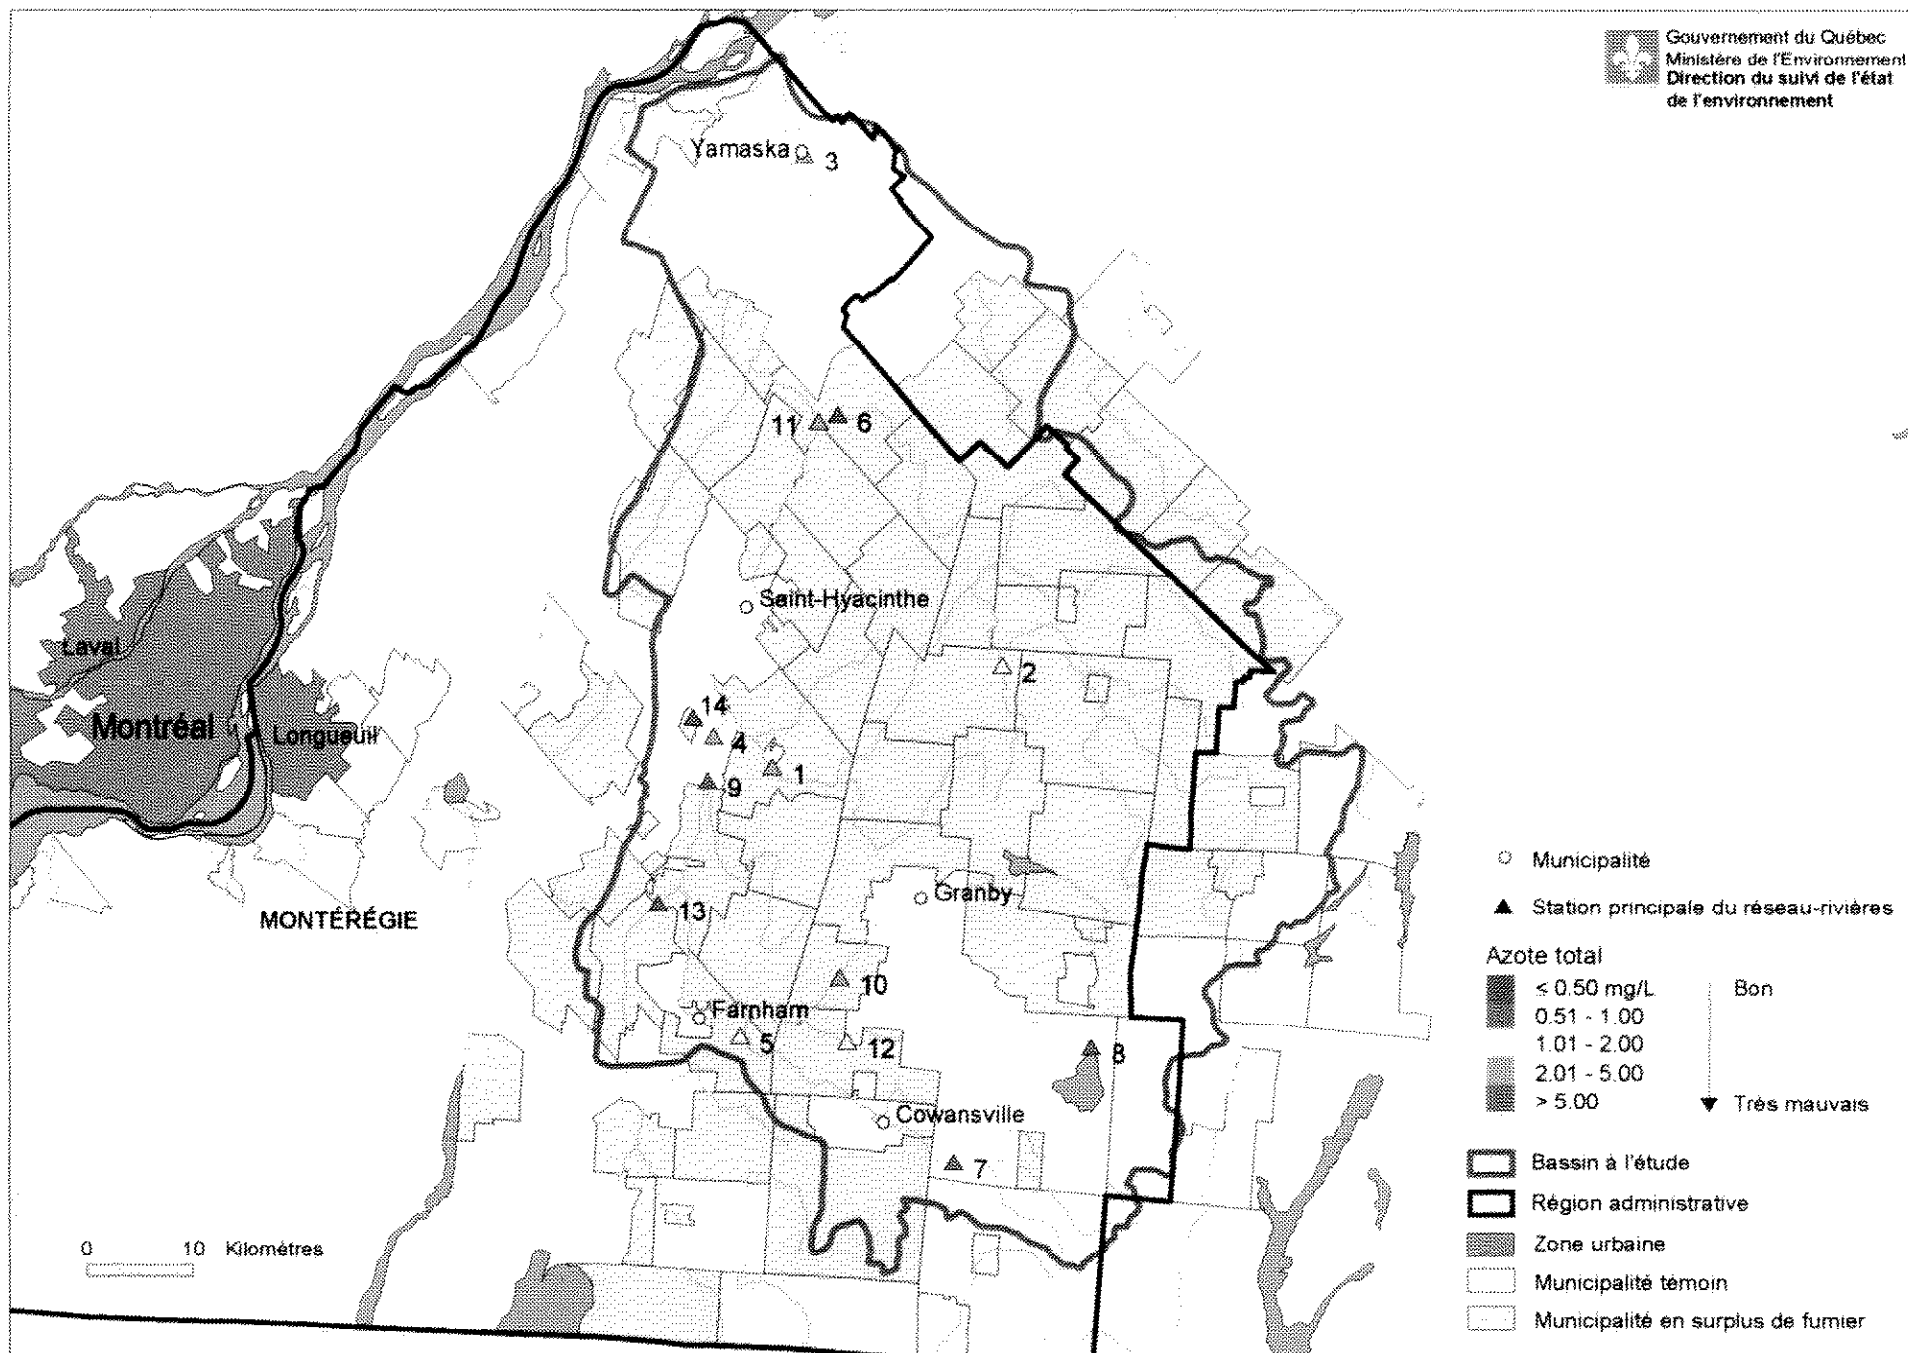 Gouvernement du Québec
Ministère de l'Environnement
Direction du suivi de l'état
de l'environnement
Yamaska
3
11
6
Saint-Hyacinthe
2
Laval
Montréal
Longueuil
14
4
1
9
Granby
13
MONTÉRÉGIE
10
Farnham
5
12
8
Cowansville
7
0 10 Kilomètres
Municipalité
Station principale du réseau-rivières
Azote total
≤ 0.50 mg/L
Bon
0.51 - 1.00
1.01 - 2.00
2.01 - 5.00
> 5.00
Très mauvais
Bassin à l'étude
Région administrative
Zone urbaine
Municipalité témoin
Municipalité en surplus de fumier